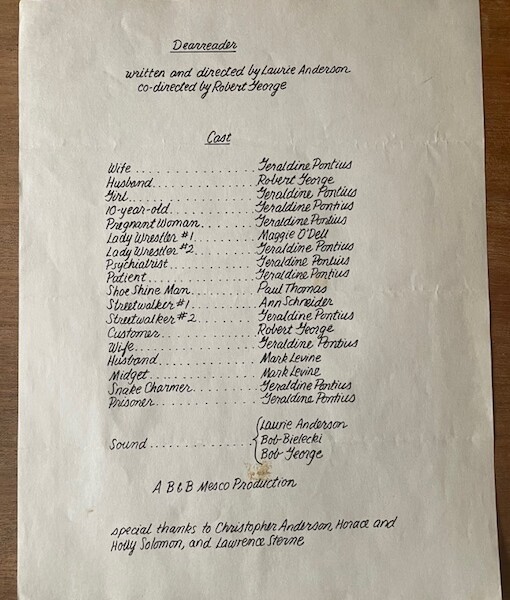 Dearreader
written and directed by Laurie Anderson
co-directed by Robert George
Cast
Wife . . . . . . . . . . . . . . . Geraldine Pontius
Husband . . . . . . . . . . . . . Robert George
Girl . . . . . . . . . . . . . . . Geraldine Pontius
10-year-old . . . . . . . . . . . Geraldine Pontius
Pregnant Woman . . . . . . . . Geraldine Pontius
Lady Wrestler #1 . . . . . . . . Maggie O'Dell
Lady Wrestler #2 . . . . . . . . Geraldine Pontius
Psychiatrist . . . . . . . . . . . Geraldine Pontius
Patient . . . . . . . . . . . . . . Geraldine Pontius
Shoe Shine Man . . . . . . . . . Paul Thomas
Streetwalker #1 . . . . . . . . . Ann Schneider
Streetwalker #2 . . . . . . . . . Geraldine Pontius
Customer . . . . . . . . . . . . . Robert George
Wife . . . . . . . . . . . . . . . Geraldine Pontius
Husband . . . . . . . . . . . . . Mark Levine
Midget . . . . . . . . . . . . . . Mark Levine
Snake Charmer . . . . . . . . . . Geraldine Pontius
Prisoner . . . . . . . . . . . . . Geraldine Pontius
Sound . . . . . . . . . . . . . . { Laurie Anderson
Bob Bielecki
Bob George
A B & B Mesco Production
special thanks to Christopher Anderson, Horace and
Holly Solomon, and Lawrence Sterne